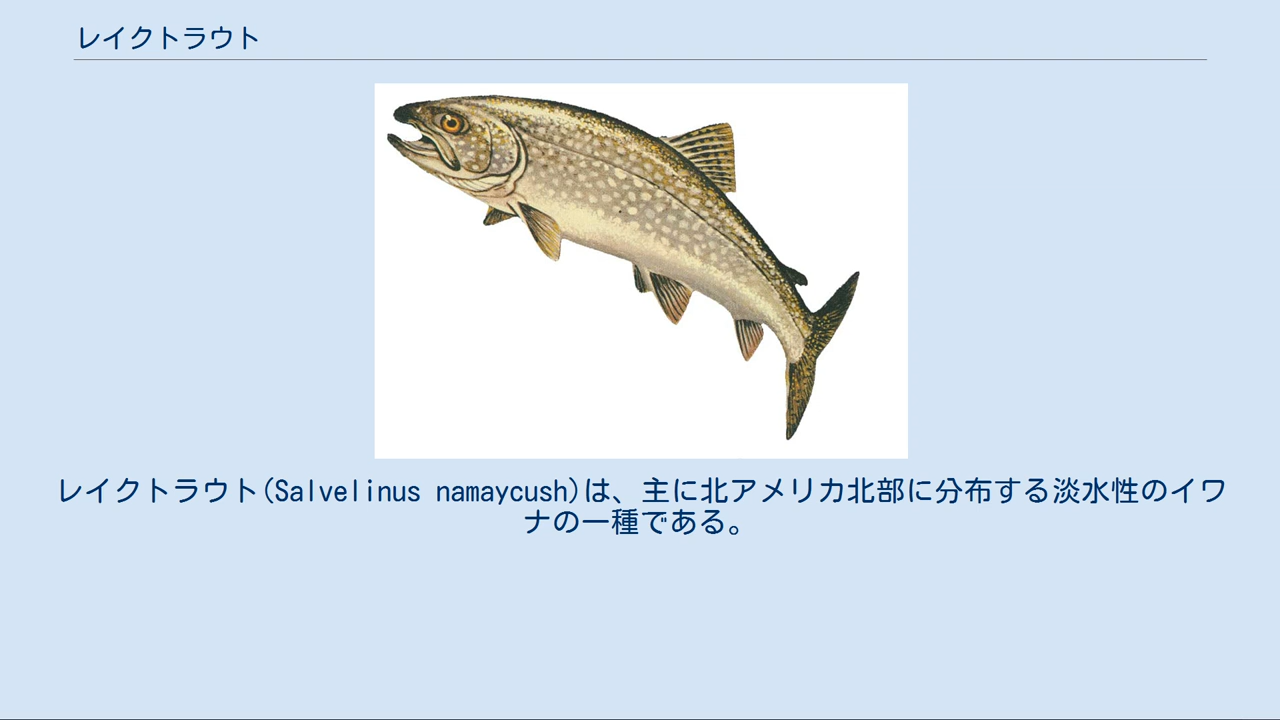 レイクトラウト
レイクトラウト(Salvelinus namaycush)は、主に北アメリカ北部に分布する淡水性のイワ
ナの一種である。